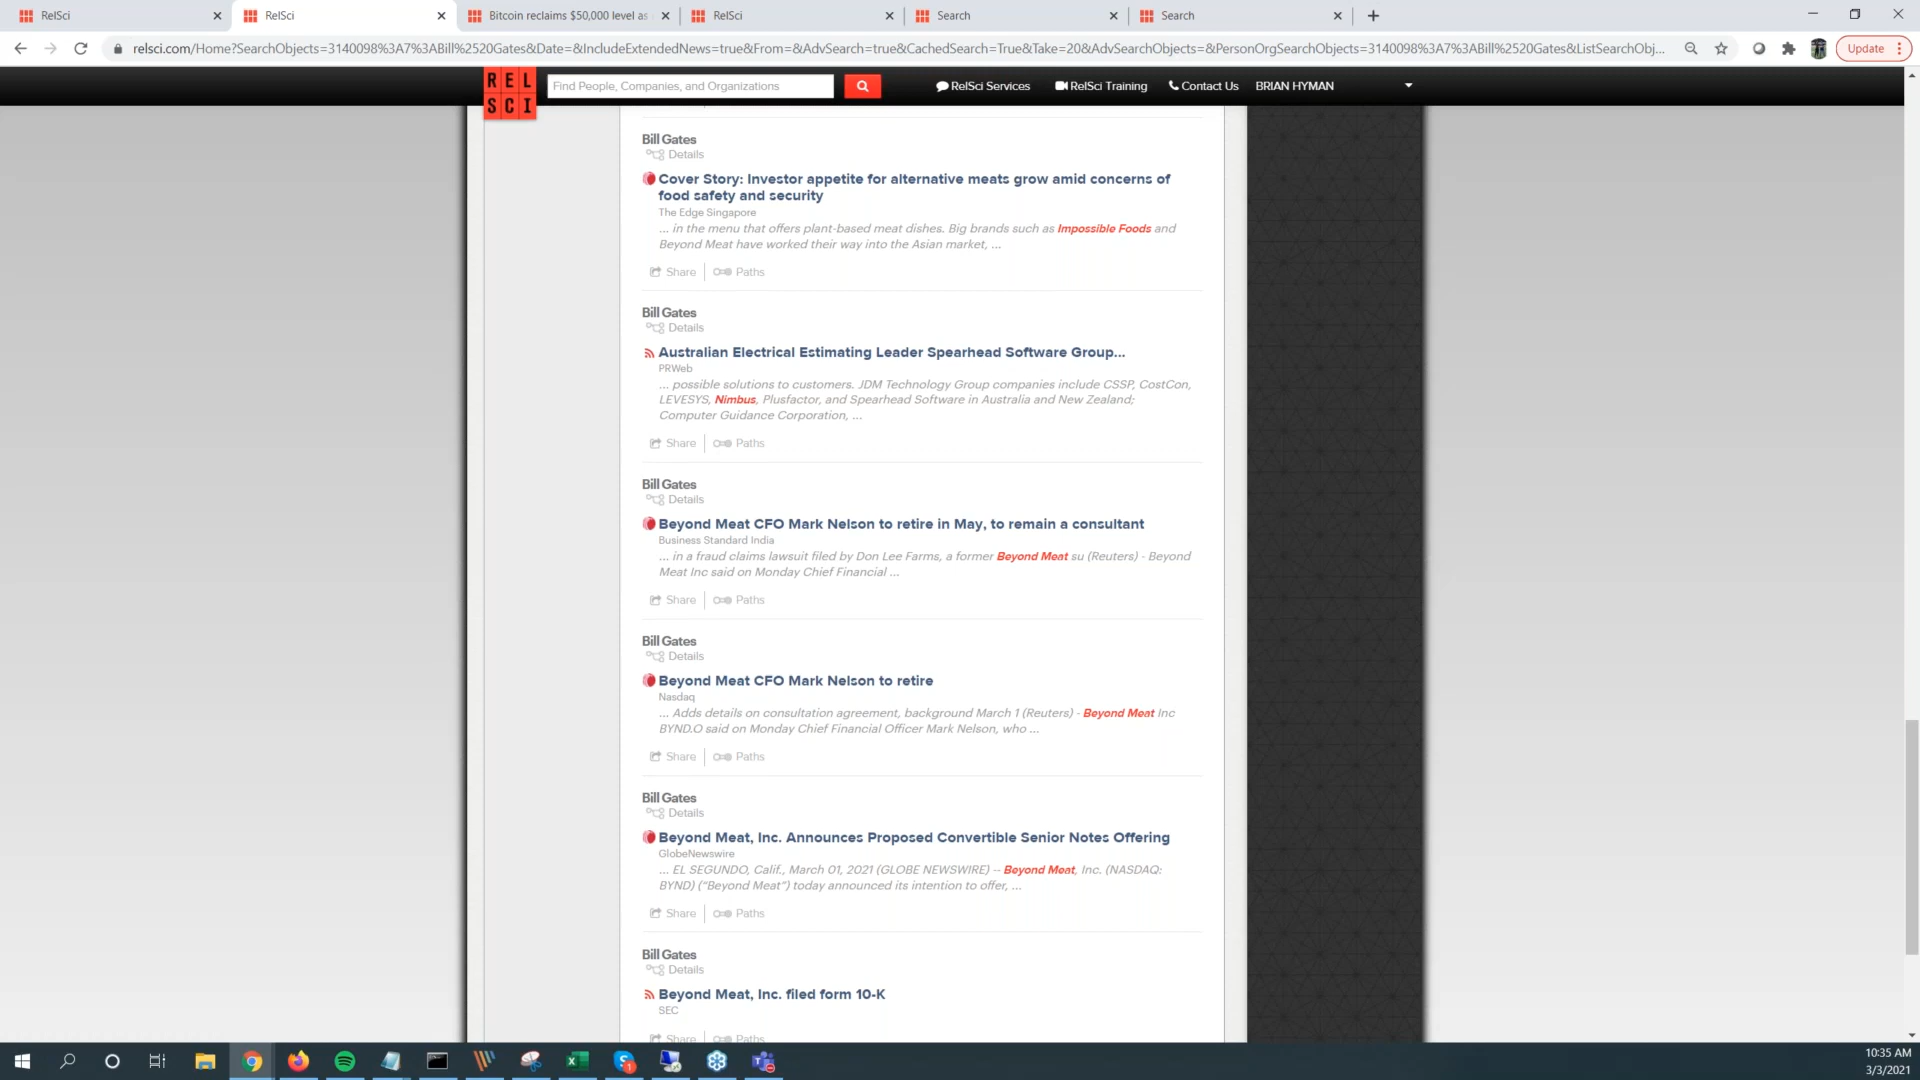 RelSci
RelSci
Bitcoin reclaims $50,000 level as
RelSci
Search
Search
relsci.com/Home?SearchObjects=3140098%3A7%3ABill%2520Gates&Date=&IncludeExtendedNews=true&From=&AdvSearch=true&CachedSearch=True&Take=20&AdvSearchObjects=&PersonOrgSearchObjects=3140098%3A7%3ABill%2520Gates&ListSearchObj...
Update
REL
SCI
Find People, Companies, and Organizations
RelSci Services
RelSci Training
Contact Us
BRIAN HYMAN
Bill Gates
Details
Cover Story: Investor appetite for alternative meats grow amid concerns of
food safety and security
The Edge Singapore
... in the menu that offers plant-based meat dishes. Big brands such as Impossible Foods and
Beyond Meat have worked their way into the Asian market, ...
Share Paths
Bill Gates
Details
Australian Electrical Estimating Leader Spearhead Software Group...
PRWeb
... possible solutions to customers. JDM Technology Group companies include CSSP, CostCon,
LEVESYS, Nimbus, Plusfactor, and Spearhead Software in Australia and New Zealand;
Computer Guidance Corporation, ...
Share Paths
Bill Gates
Details
Beyond Meat CFO Mark Nelson to retire in May, to remain a consultant
Business Standard India
... in a fraud claims lawsuit filed by Don Lee Farms, a former Beyond Meat su (Reuters) - Beyond
Meat Inc said on Monday Chief Financial ...
Share Paths
Bill Gates
Details
Beyond Meat CFO Mark Nelson to retire
Nasdaq
... Adds details on consultation agreement, background March 1 (Reuters) - Beyond Meat Inc
BYND.O said on Monday Chief Financial Officer Mark Nelson, who ...
Share Paths
Bill Gates
Details
Beyond Meat, Inc. Announces Proposed Convertible Senior Notes Offering
GlobeNewswire
... EL SEGUNDO, Calif., March 01, 2021 (GLOBE NEWSWIRE) -- Beyond Meat, Inc. (NASDAQ:
BYND) (“Beyond Meat”) today announced its intention to offer, ...
Share Paths
Bill Gates
Details
Beyond Meat, Inc. filed form 10-K
SEC
Share Paths
10:35 AM
3/3/2021